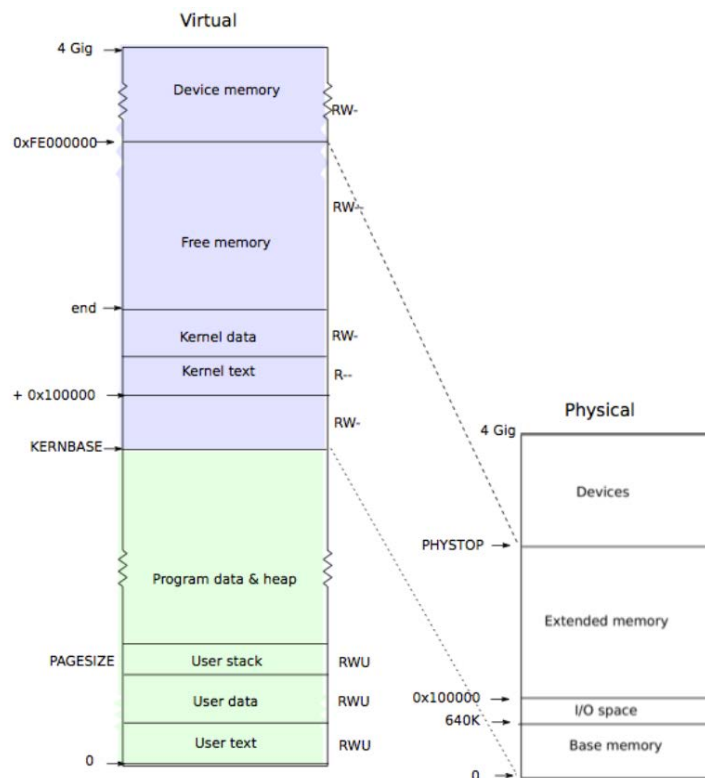 Virtual
4 Gig
Device memory
RW-
0xFE000000
RW--
Free memory
end
Kernel data
RW-
Kernel text
R--
+ 0x100000
RW-
KERNBASE
Program data & heap
PAGESIZE
User stack
RWU
User data
RWU
User text
RWU
0
Physical
4 Gig
Devices
PHYSTOP
Extended memory
0x100000
I/O space
640K
Base memory
0